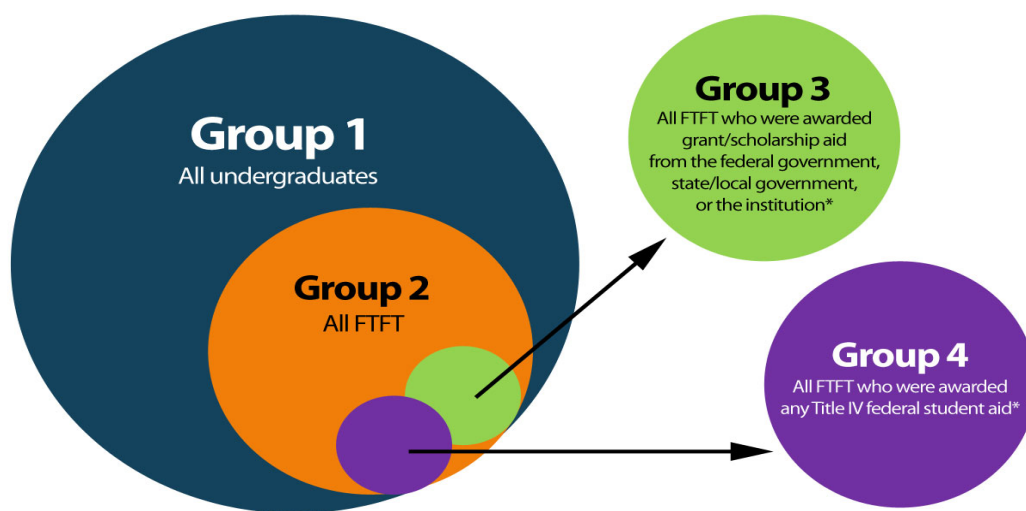 Group 1
All undergraduates
Group 2
All FTFT
Group 3
All FTFT who were awarded
grant/scholarship aid
from the federal government,
state/local government,
or the institution*
Group 4
All FTFT who were awarded
any Title IV federal student aid*